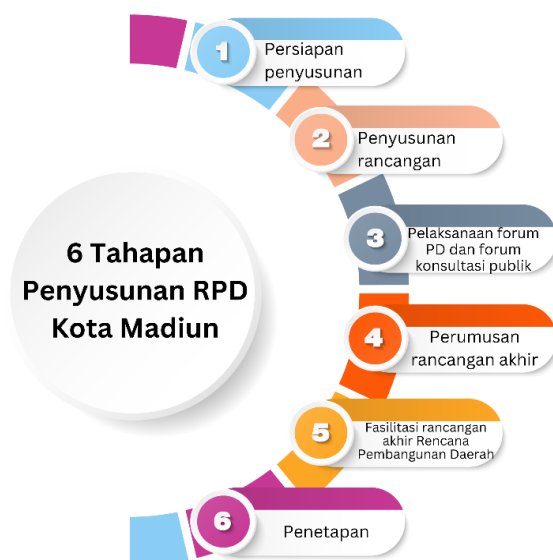 6 Tahapan
Penyusunan RPD
Kota Madiun
1
Persiapan
penyusunan
2
Penyusunan
rancangan
3
Pelaksanaan forum
PD dan forum
konsultasi publik
4
Perumusan
rancangan akhir
5
Fasilitasi rancangan
akhir Rencana
Pembangunan Daerah
6
Penetapan